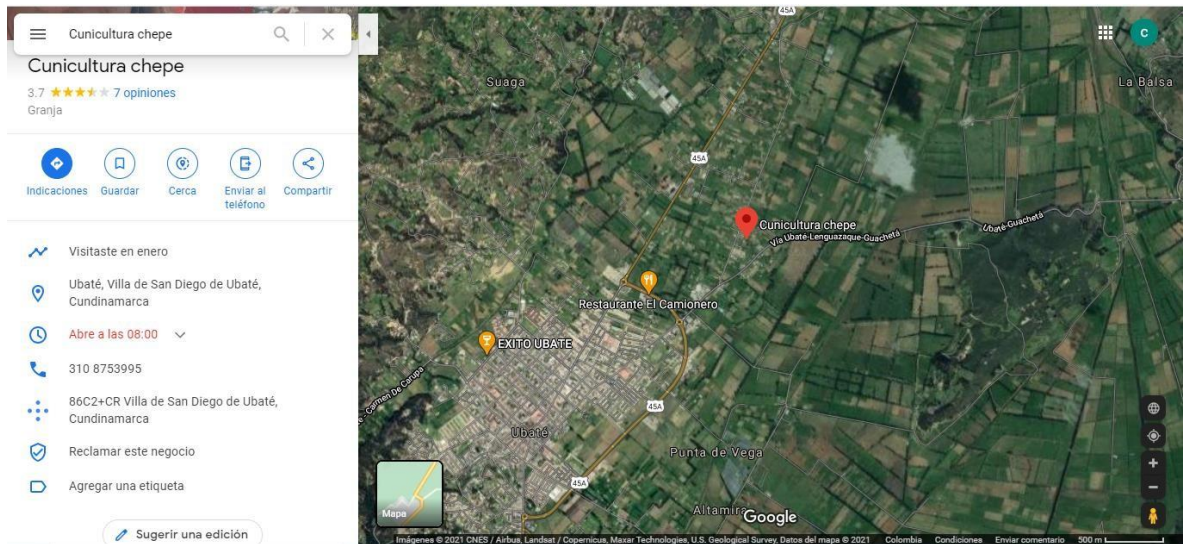 Cunicultura chepe
Cunicultura chepe
3.7
7 opiniones
Granja
Indicaciones
Guardar
Cerca
Enviar al
teléfono
Compartir
Visitaste en enero
Ubaté, Villa de San Diego de Ubaté,
Cundinamarca
Abre a las 08:00
310 8753995
86C2+CR Villa de San Diego de Ubaté,
Cundinamarca
Reclamar este negocio
Agregar una etiqueta
Sugerir una edición
45A
C
Suaga
La Balsa
45A
Cunicultura chepe
Vía Ubaté-Lenguazaque-Guachetá
Ubaté-Guachetá
Restaurante El Camionero
EXITO UBATE
Carmen De Carupa
45A
Ubaté
Punta de Vega
45A
Altamira
Mapa
Google
Imágenes © 2021 CNES / Airbus, Landsat / Copernicus, Maxar Technologies, U.S. Geological Survey, Datos del mapa © 2021
Colombia
Condiciones
Enviar comentario
500 m